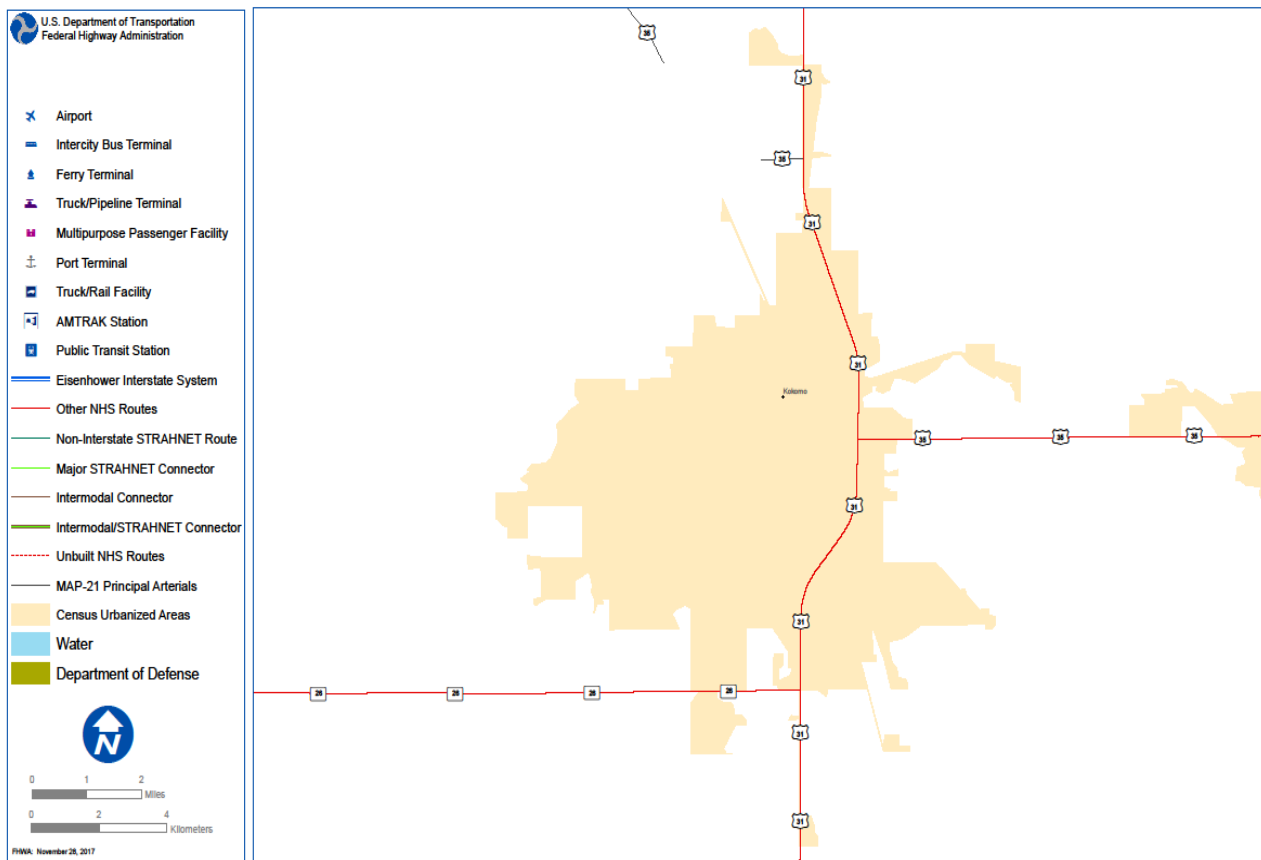 U.S. Department of Transportation
Federal Highway Administration
Airport
Intercity Bus Terminal
Ferry Terminal
Truck/Pipeline Terminal
Multipurpose Passenger Facility
Port Terminal
Truck/Rail Facility
AMTRAK Station
Public Transit Station
Eisenhower Interstate System
Other NHS Routes
Non-Interstate STRAHNET Route
Major STRAHNET Connector
Intermodal Connector
Intermodal/STRAHNET Connector
Unbuilt NHS Routes
MAP-21 Principal Arterials
Census Urbanized Areas
Water
Department of Defense
N
0 1 2
Miles
0 2 4
Kilometers
FHWA: November 28, 2017
35
31
35
31
31
Kokomo
35 35 35
31
31
26 26 26 26
31
31